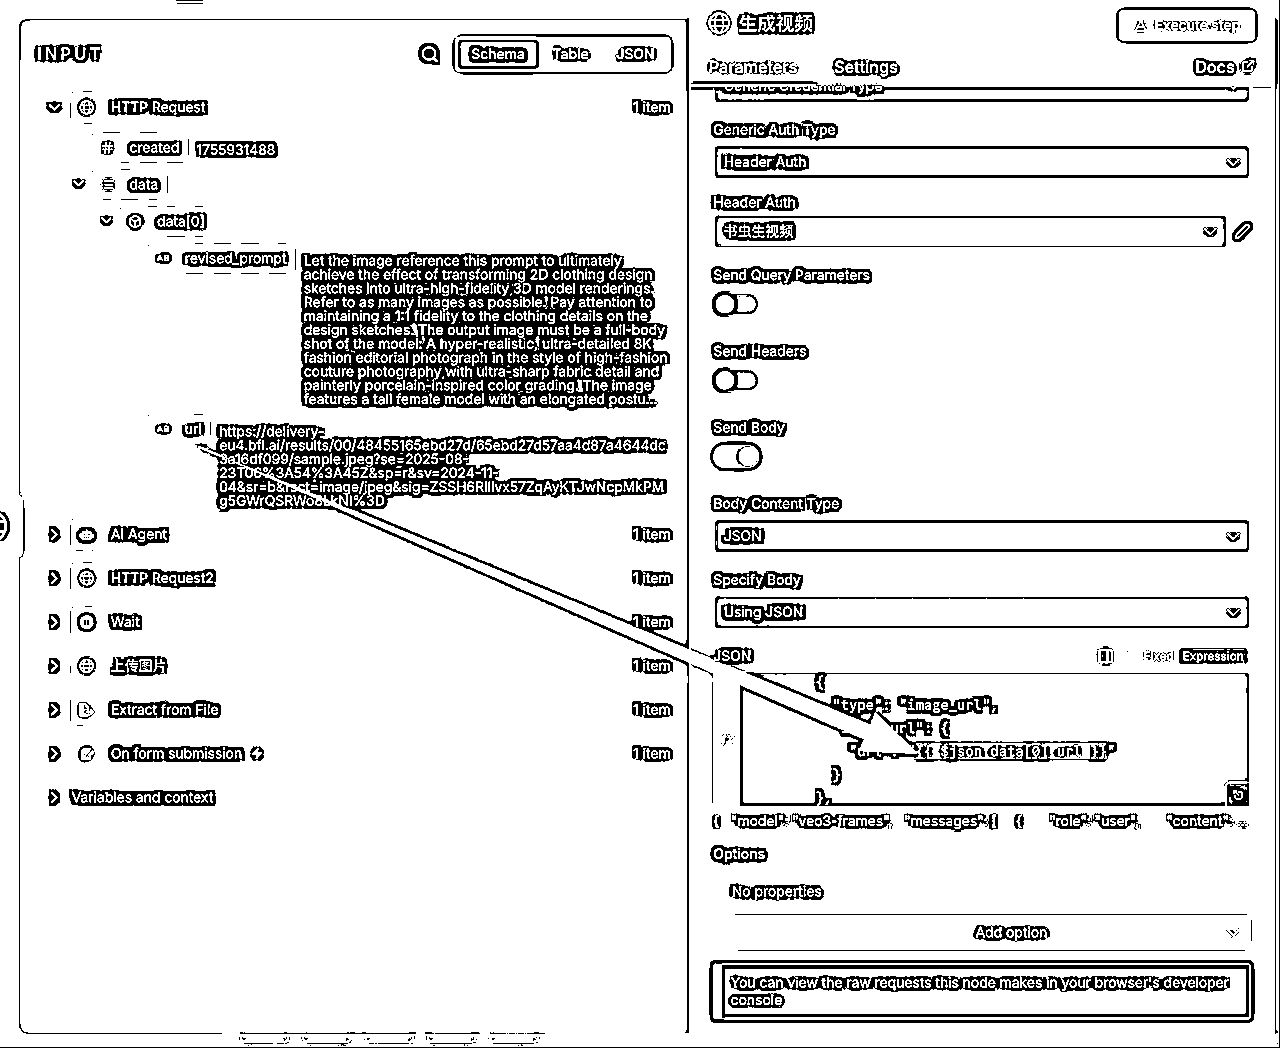 INPUT
Schema
Table
JSON
HTTP Request
1 item
created
1755931488
data
data[0]
revised_prompt
Let the image reference this prompt to ultimately
achieve the effect of transforming 2D clothing design
sketches into ultra-high-fidelity 3D model renderings.
Refer to as many images as possible. Pay attention to
maintaining a 1:1 fidelity to the clothing details on the
design sketches. The output image must be a full-body
shot of the model. A hyper-realistic, ultra-detailed 8K
fashion editorial photograph in the style of high-fashion
couture photography, with ultra-sharp fabric detail and
painterly porcelain-inspired color grading. The image
features a tall female model with an elongated postu...
url
https://delivery-
eu4.bfl.ai/results/00/48455165ebd27d/65ebd27d57aa4d87a4644dc
3a16df099/sample.jpeg?se=2025-08-
23T06%3A54%3A45Z&sp=r&sv=2024-11-
04&sr=b&rsct=image/jpeg&sig=
AI Agent
1 item
HTTP Request2
1 item
Wait
1 item
上传图片
1 item
Extract from File
1 item
On form submission
1 item
Variables and context
生成视频
Execute step
Parameters
Settings
Docs
Generic Credential Type
Generic Auth Type
Header Auth
Header Auth
书虫生视频
Send Query Parameters
Send Headers
Send Body
Body Content Type
JSON
Specify Body
Using JSON
JSON
Fixed
Expression
{
"type": "image_url",
url": {
{{ $json.data[0].url }}"
}
},
{ "model": "veo3-frames", "messages": [ { "role": "user", "content":
Options
No properties
Add option
You can view the raw requests this node makes in your browser's developer
console